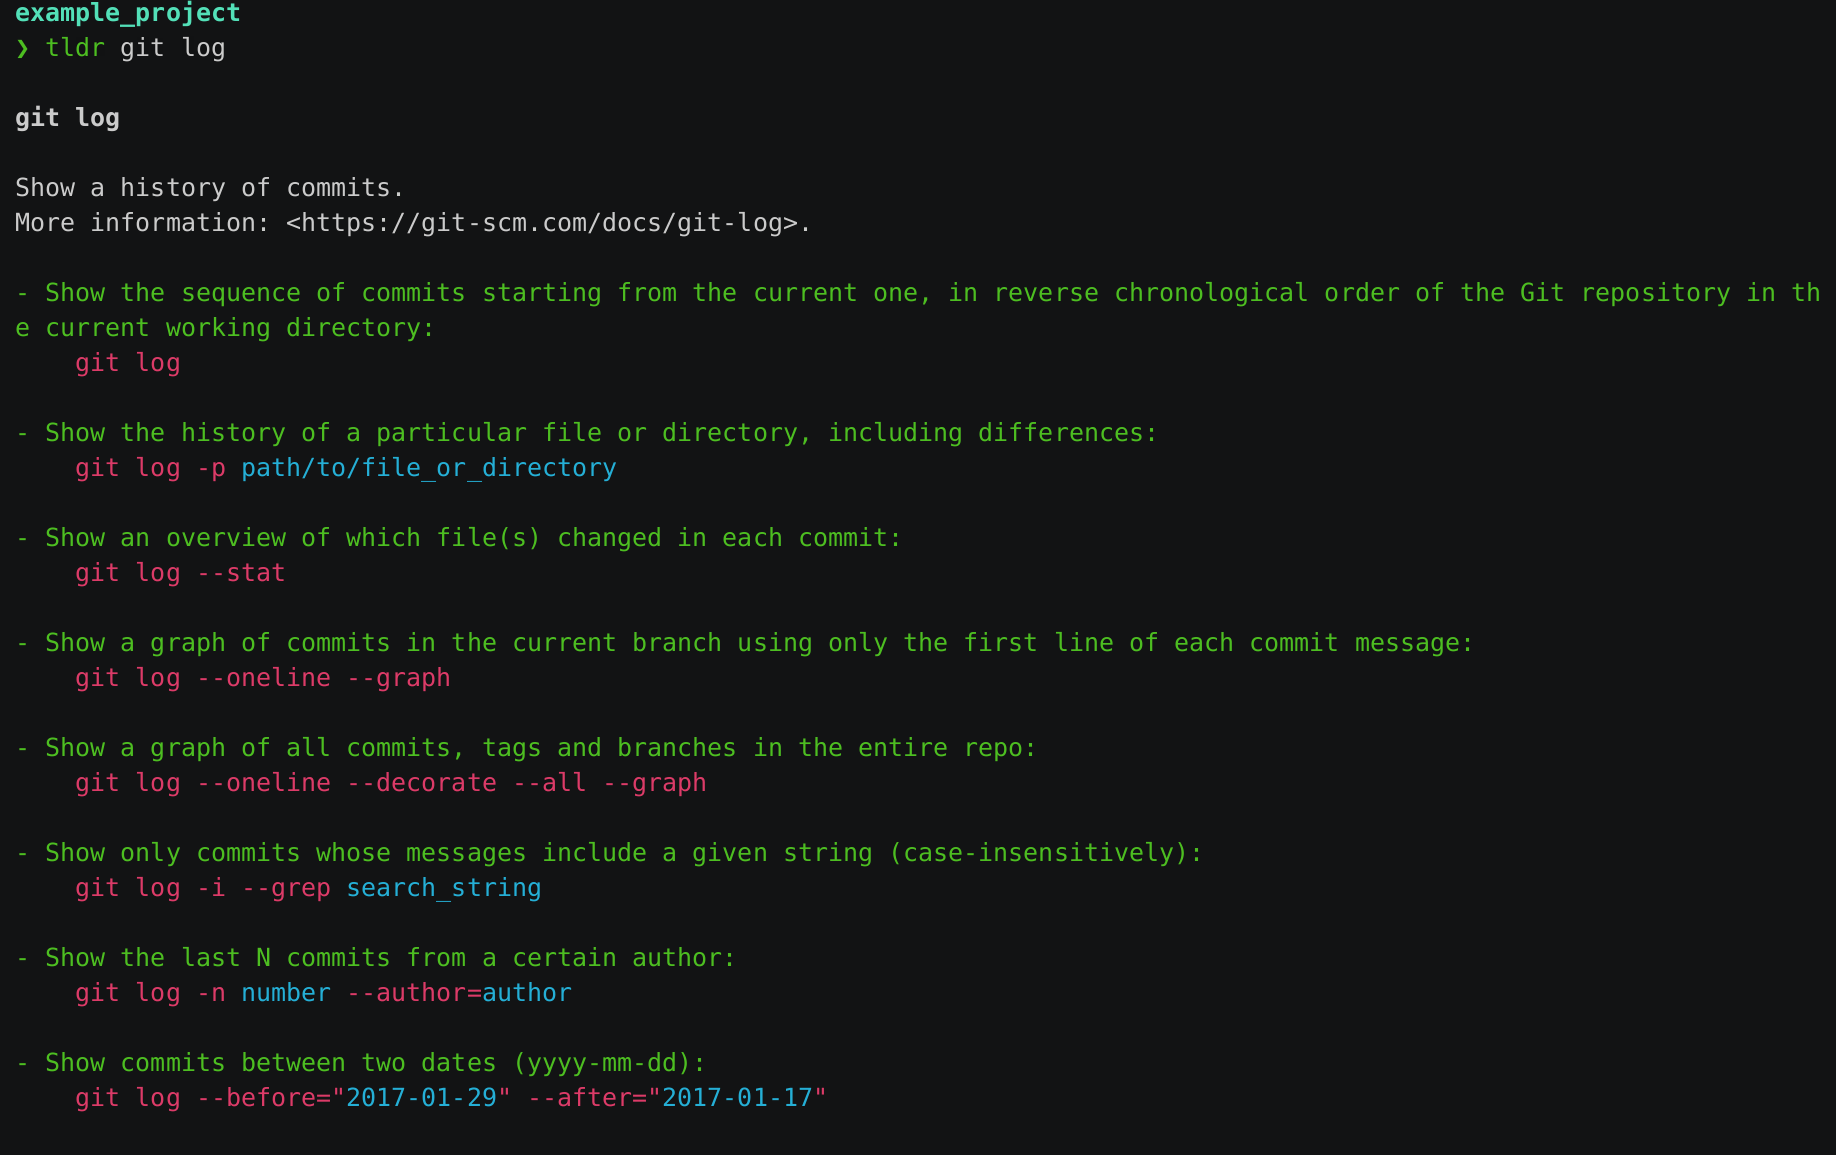 example_project
❯ tldr git log
git log
Show a history of commits.
More information: <https://git-scm.com/docs/git-log>.
- Show the sequence of commits starting from the current one, in reverse chronological order of the Git repository in th
e current working directory:
git log
- Show the history of a particular file or directory, including differences:
git log -p path/to/file_or_directory
- Show an overview of which file(s) changed in each commit:
git log --stat
- Show a graph of commits in the current branch using only the first line of each commit message:
git log --oneline --graph
- Show a graph of all commits, tags and branches in the entire repo:
git log --oneline --decorate --all --graph
- Show only commits whose messages include a given string (case-insensitively):
git log -i --grep search_string
- Show the last N commits from a certain author:
git log -n number --author=author
- Show commits between two dates (yyyy-mm-dd):
git log --before="2017-01-29" --after="2017-01-17"